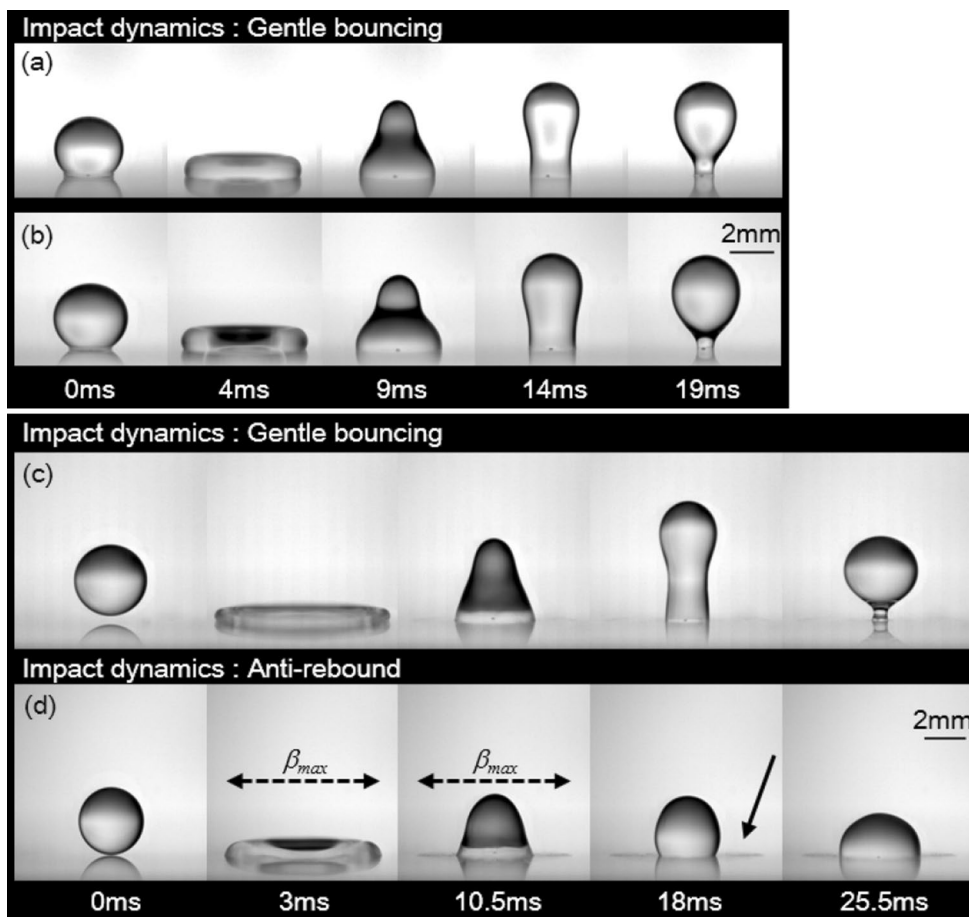 Impact dynamics : Gentle bouncing
(a)
(b)
2mm
0ms 4ms 9ms 14ms 19ms
Impact dynamics : Gentle bouncing
(c)
Impact dynamics : Anti-rebound
(d)
2mm
βmax βmax
0ms 3ms 10.5ms 18ms 25.5ms